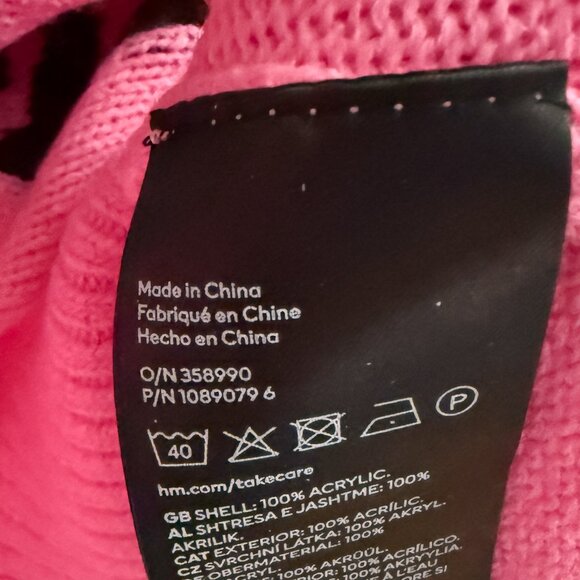 Made in China
Fabriqué en Chine
Hecho en China
O/N 358990
P/N 1089079 6
40
P
hm.com/takecare
GB SHELL: 100% ACRYLIC.
AL SHTRESA E JASHTME: 100%
AKRILIK.
CAT EXTERIOR: 100% ACRÍLIC.
CZ SVRCHNÍ LÁTKA: 100% AKRYL.
OBERMATERIAL: 100%